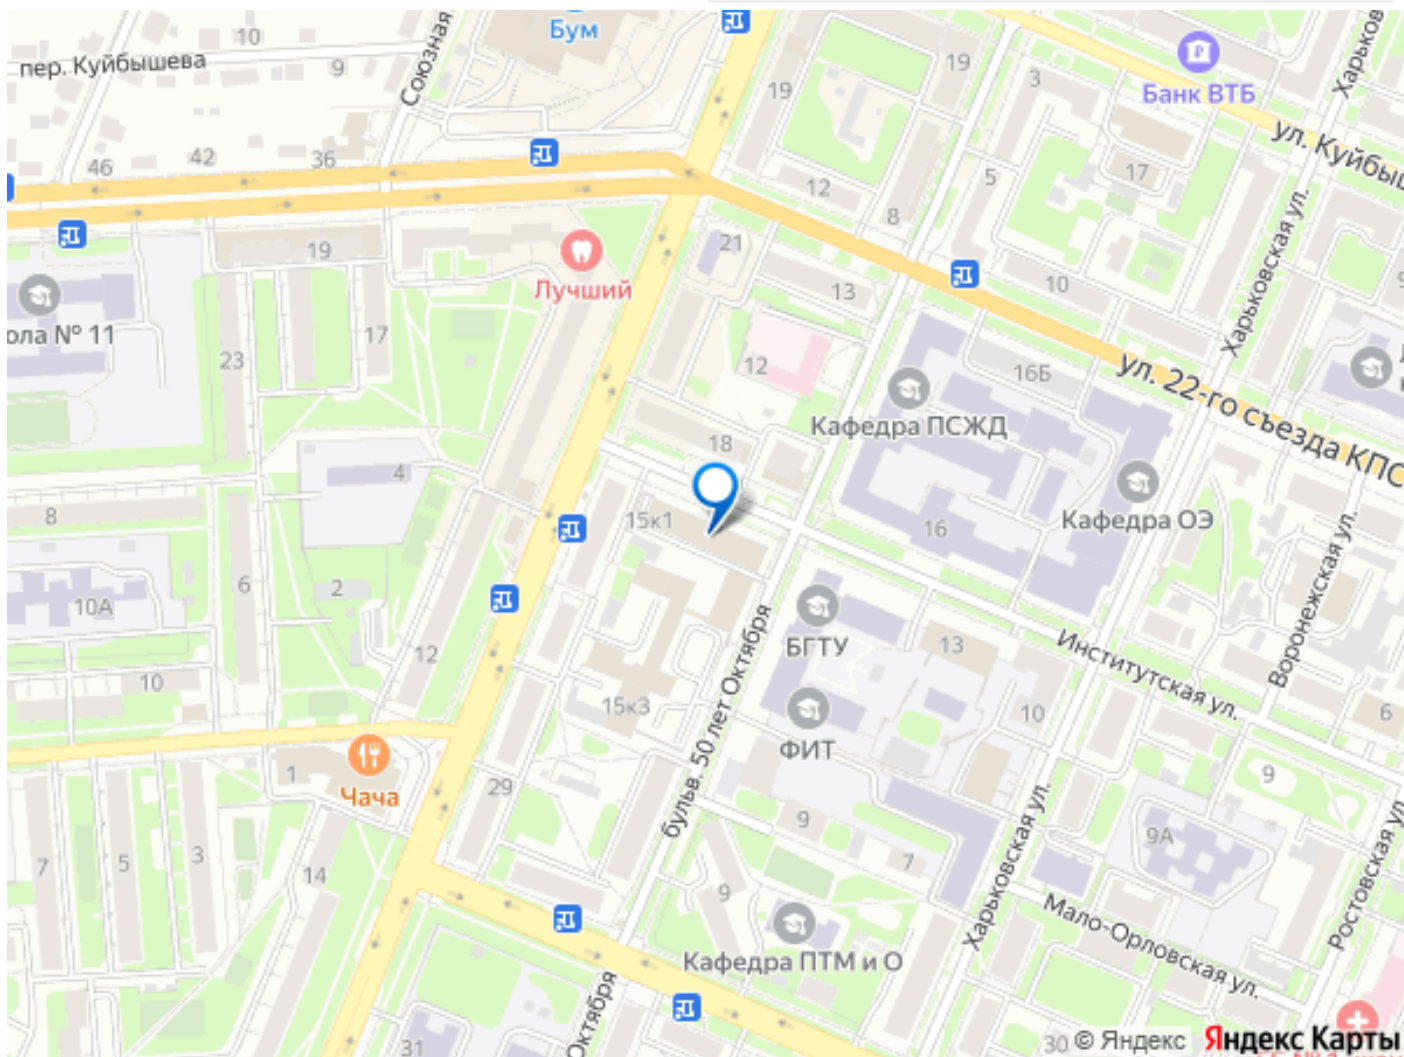 10
Бум
пер. Куйбышева
9
Союзная
19
19
3
Банк ВТБ
Харьков
ул. Куйбыш
46
42
36
12
5
17
8
21
19
Лучший
13
10
Харьковская ул.
ола № 11
17
23
12
16Б
ул. 22-го съезда КПС
Кафедра ПСЖД
18
4
8
15к1
16
Кафедра ОЭ
Воронежская ул.
6
2
10А
БГТУ
13
Институтская ул.
12
10
15к3
10
6
ФИТ
бульв. 50 лет Октября
1
Чача
29
9
9
7
5
3
14
7
9А
Харьковская ул.
Ростовская ул
9
Мало-Орловская ул.
Кафедра ПТМ и О
Октября
31
30
© Яндекс
Яндекс Карты